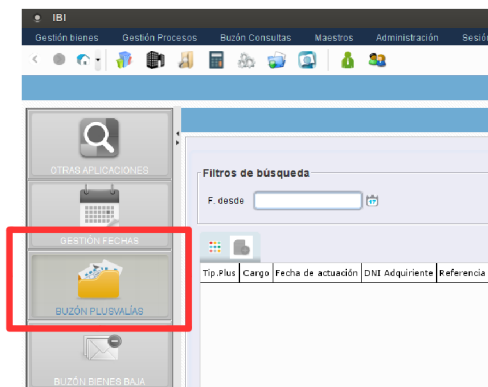 IBI
Gestión bienes Gestión Procesos Buzón Consultas Maestros Administración Sesión
OTRAS APLICACIONES
Filtros de búsqueda
F. desde
GESTIÓN FECHAS
Tip.Plus Cargo Fecha de actuación DNI Adquiriente Referencia
BUZÓN PLUSVALÍAS
BUZÓN BIENES BAJA